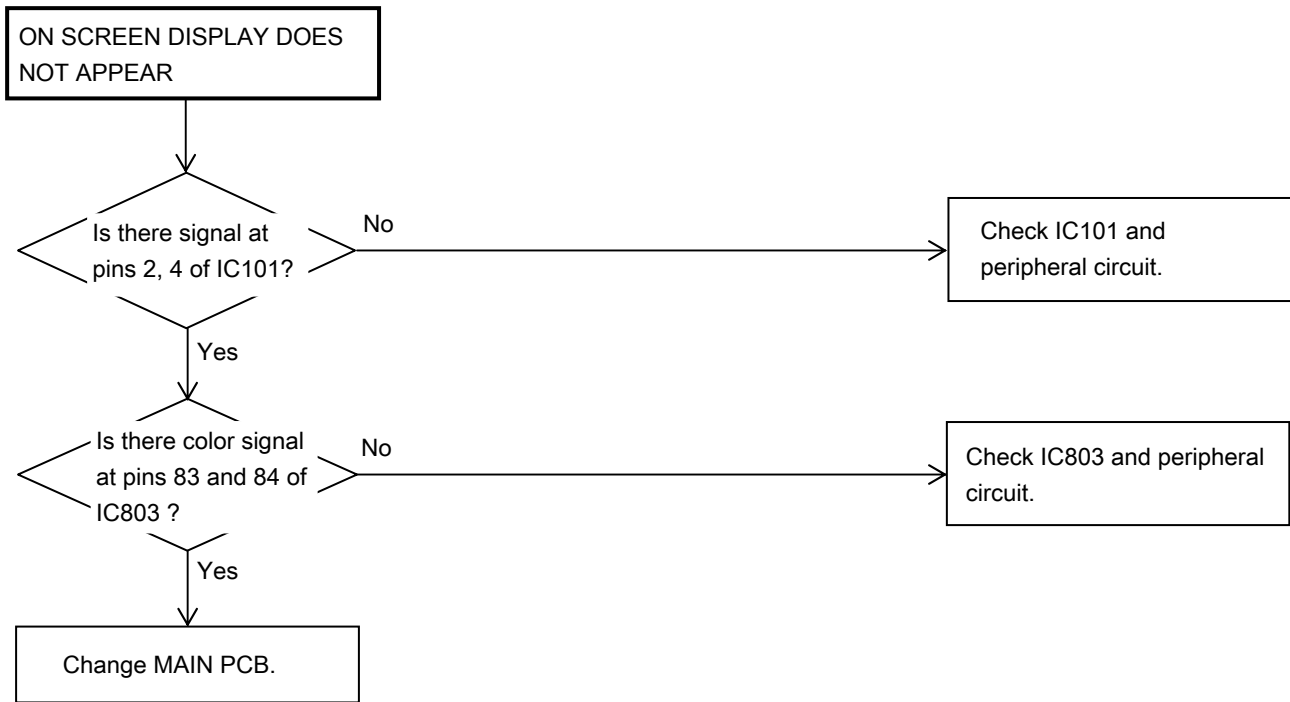 ON SCREEN DISPLAY DOES
NOT APPEAR
Is there signal at
pins 2, 4 of IC101?
No
Check IC101 and
peripheral circuit.
Yes
Is there color signal
at pins 83 and 84 of
IC803 ?
No
Check IC803 and peripheral
circuit.
Yes
Change MAIN PCB.